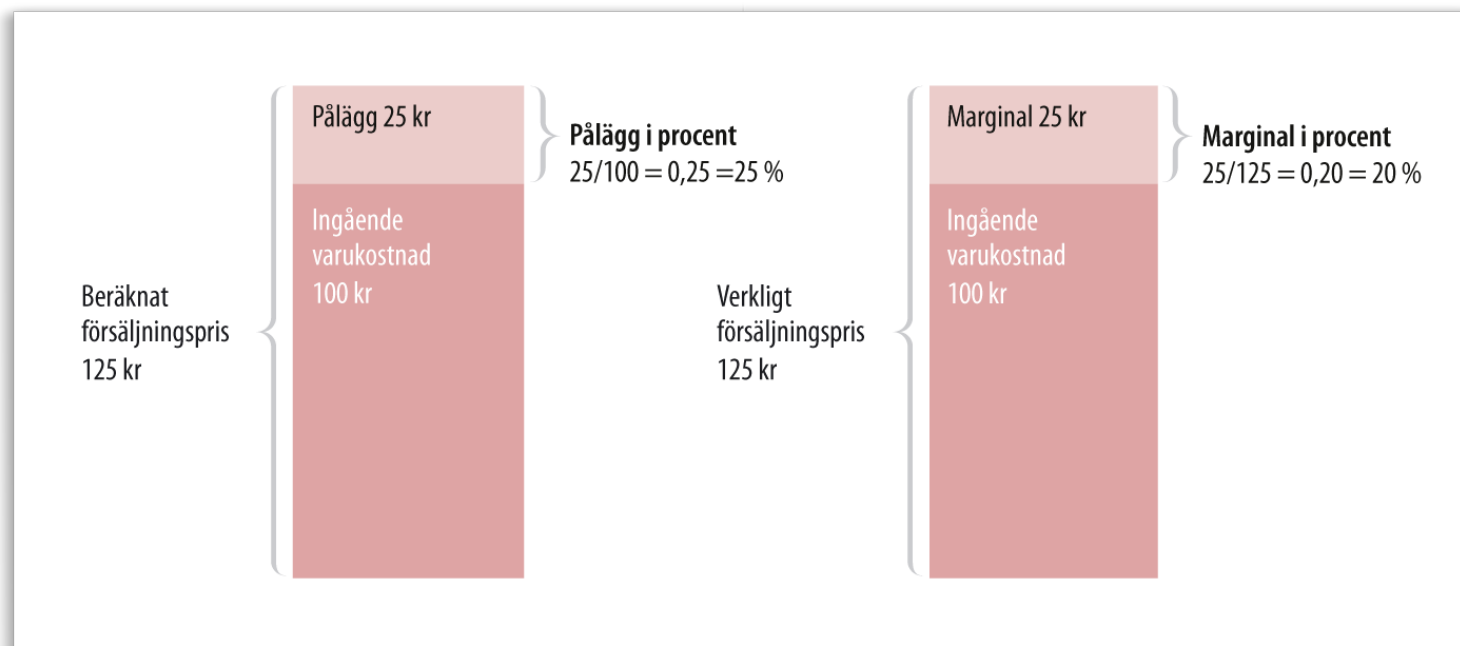 Pålägg 25 kr
Pålägg i procent
25/100 = 0,25 =25 %
Ingående
varukostnad
100 kr
Beräknat
försäljningspris
125 kr
Marginal 25 kr
Marginal i procent
25/125 = 0,20 = 20 %
Ingående
varukostnad
100 kr
Verkligt
försäljningspris
125 kr